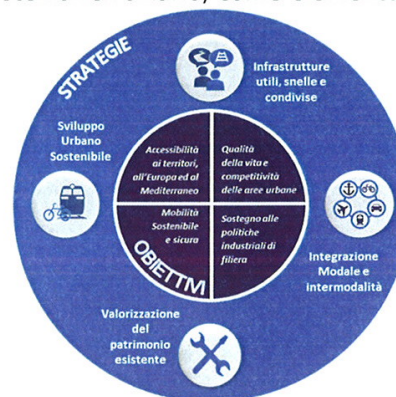 STRATEGIE
Infrastrutture
utili, snelle e
condivise
Sviluppo
Urbano
Sostenibile
Accessibilità
ai territori,
all'Europa ed al
Mediterraneo
Qualità
della vita e
competitività
delle aree urbane
Mobilità
Sostenibile
e sicura
Sostegno alle
politiche
industriali di
filiera
OBIETTM
Integrazione
Modale e
intermodalità
Valorizzazione
del
patrimonio
esistente